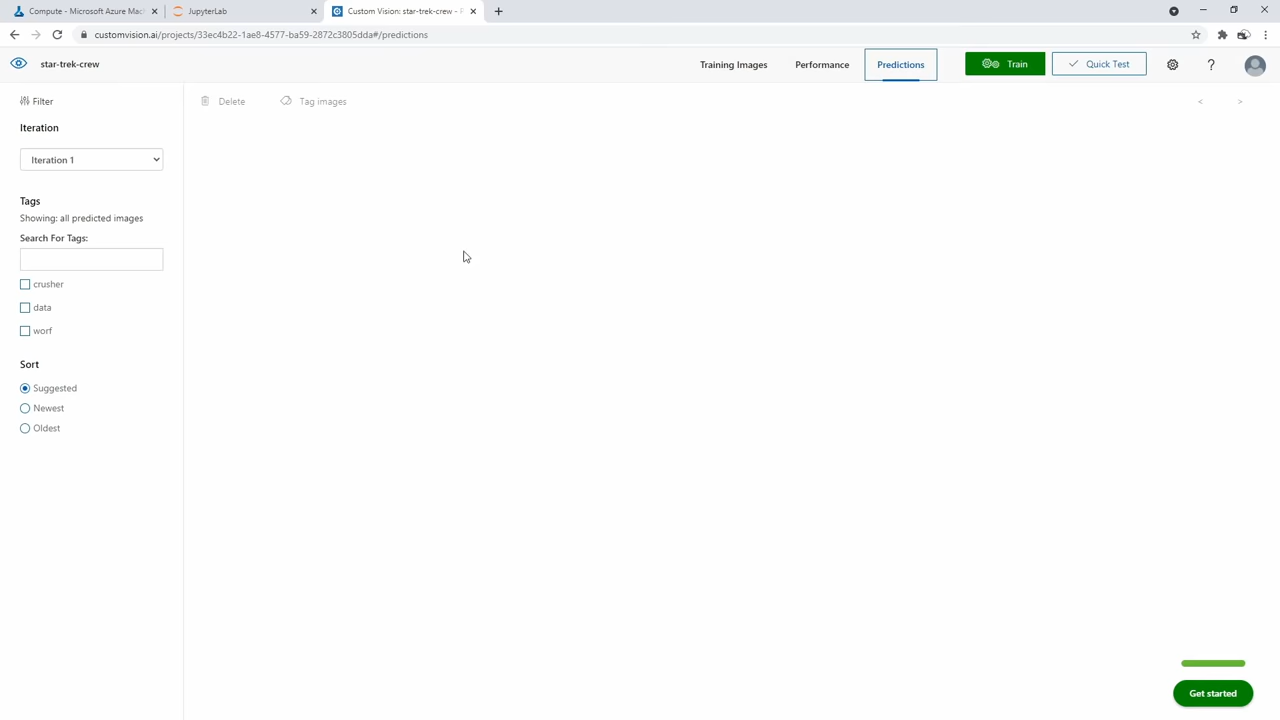 Compute - Microsoft Azure Mac
JupyterLab
Custom Vision: star-trek-crew - P
customvision.ai/projects/33ec4b22-1ae8-4577-ba59-2872c3805dda#/predictions
star-trek-crew
Training Images
Performance
Predictions
Train
Quick Test
?
Filter
Delete
Tag images
<
>
Iteration
Iteration 1
Tags
Showing: all predicted images
Search For Tags:
crusher
data
worf
Sort
Suggested
Newest
Oldest
Get started